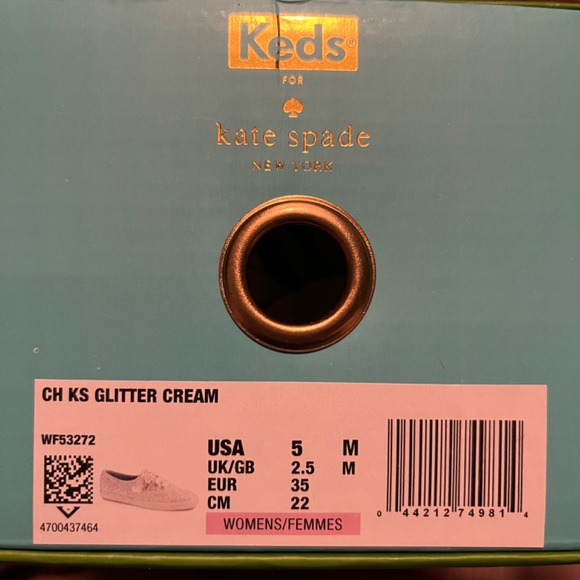 Keds®
FOR
kate spade
NEW YORK
CH KS GLITTER CREAM
WF53272
USA 5 M
UK/GB 2.5 M
EUR 35
CM 22
WOMENS/FEMMES
4700437464
0 44212 74981 4